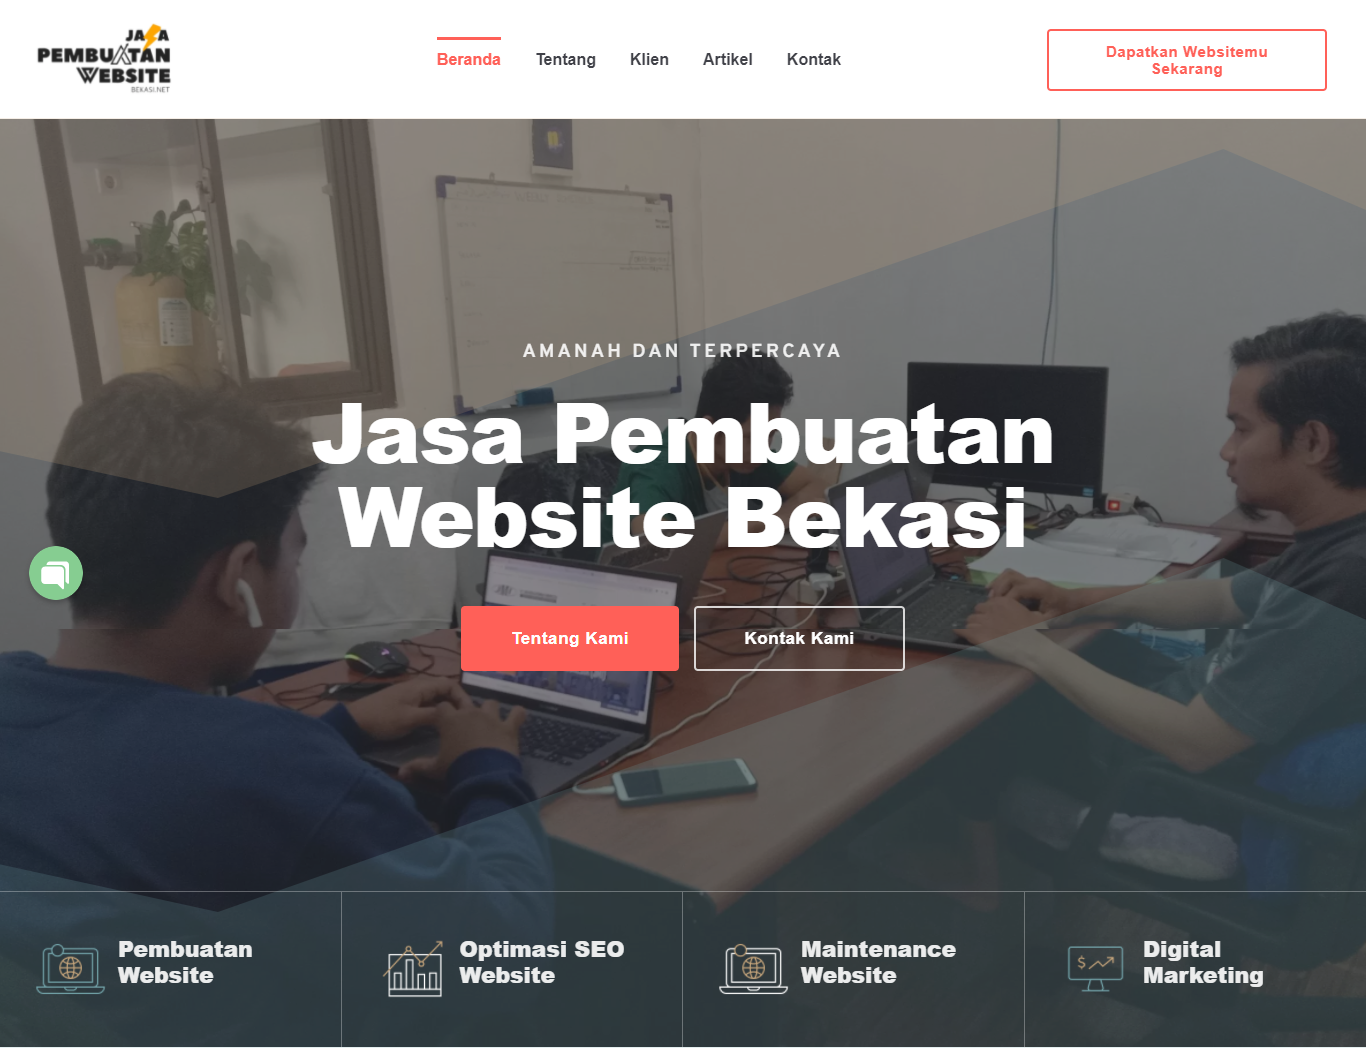 JASA
PEMBUATAN
WEBSITE
BEKASI.NET
Beranda
Tentang
Klien
Artikel
Kontak
Dapatkan Websitemu
Sekarang
AMANAH DAN TERPERCAYA
Jasa Pembuatan
Website Bekasi
Tentang Kami
Kontak Kami
Pembuatan
Website
Optimasi SEO
Website
Maintenance
Website
$
Digital
Marketing